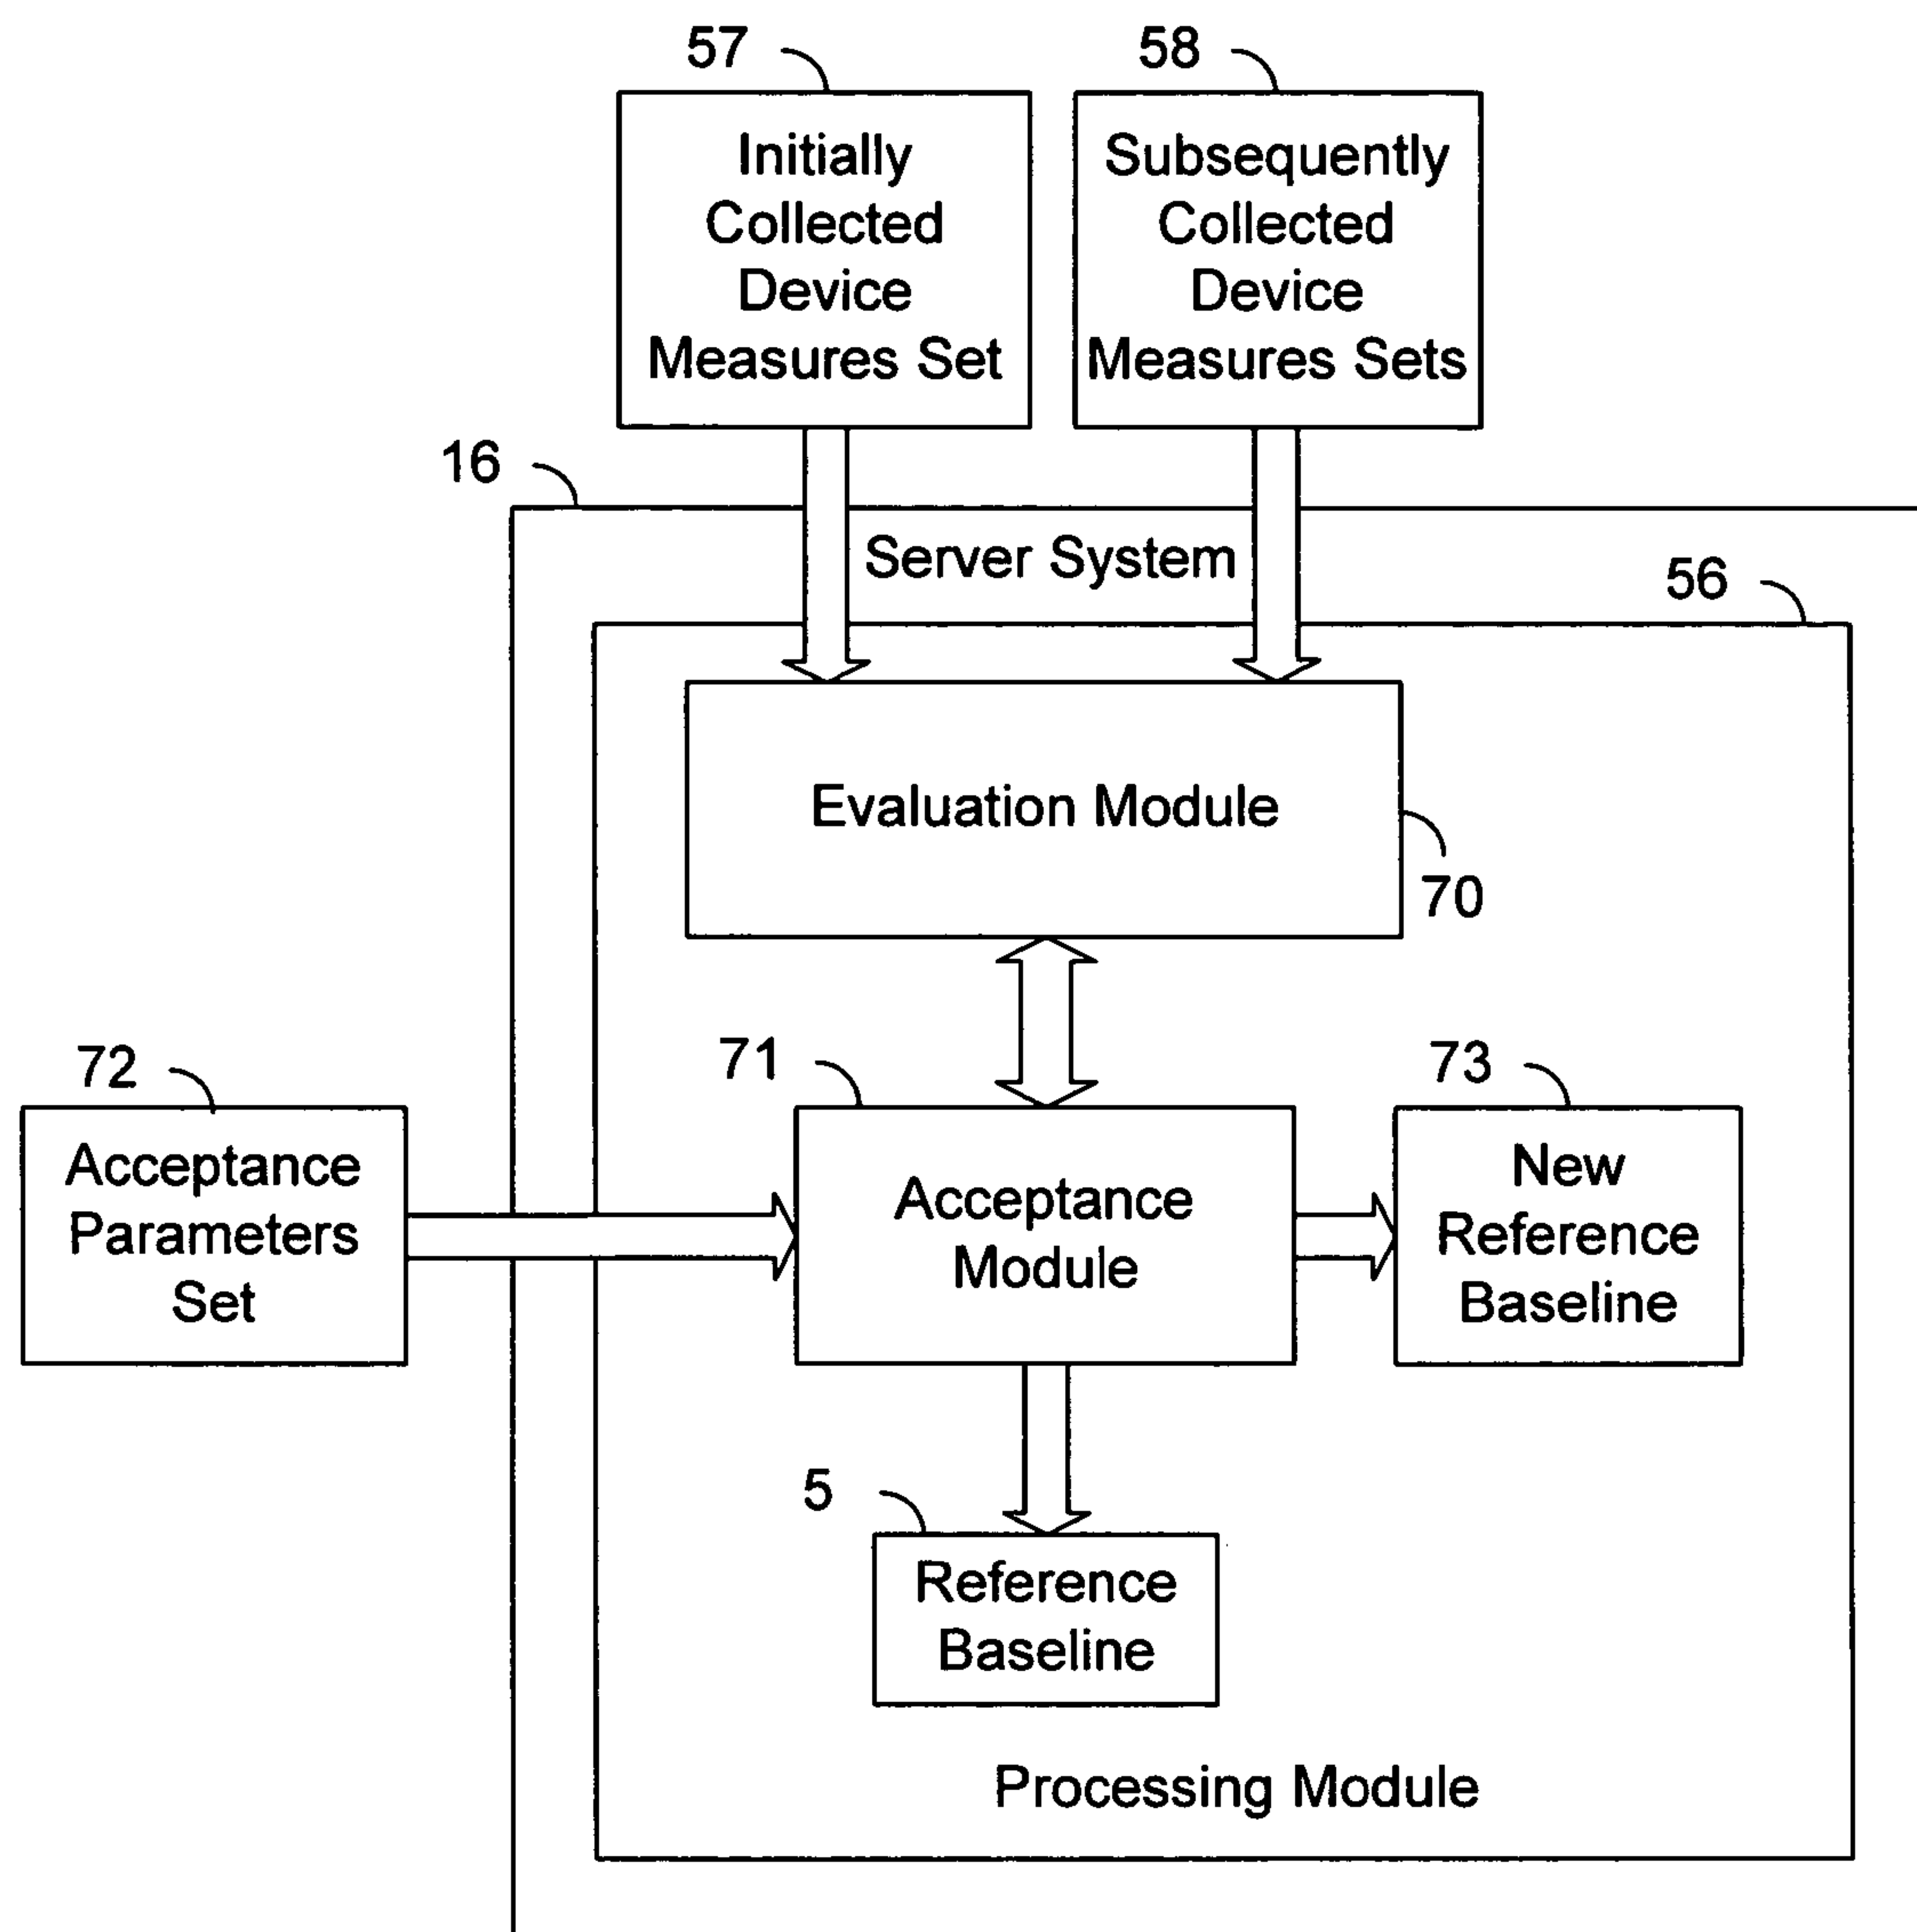 57
58
Initially
Collected
Device
Measures Set
Subsequently
Collected
Device
Measures Sets
16
Server System
56
Evaluation Module
70
72
71
73
Acceptance
Parameters
Set
Acceptance
Module
New
Reference
Baseline
5
Reference
Baseline
Processing Module